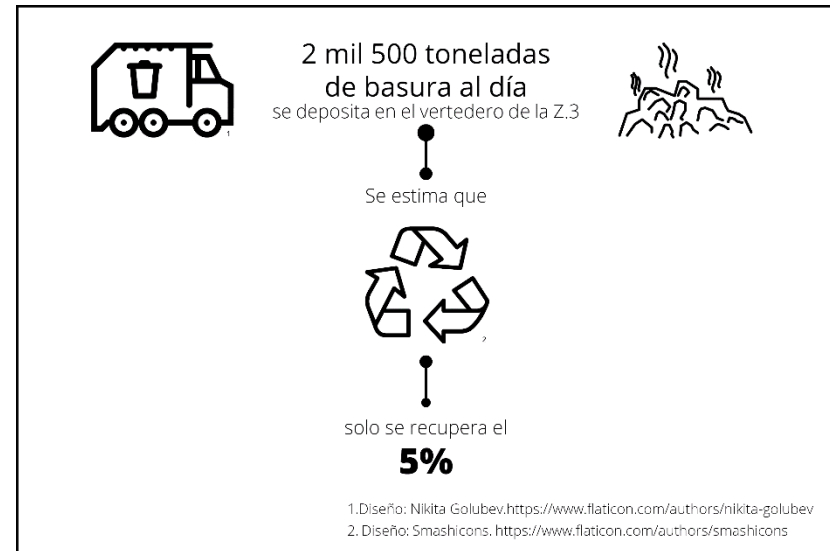 2 mil 500 toneladas
de basura al día
se deposita en el vertedero de la Z.3
1
Se estima que
2
solo se recupera el
5%
1.Diseño: Nikita Golubev.https://www.flaticon.com/authors/nikita-golubev
2. Diseño: Smashicons. https://www.flaticon.com/authors/smashicons